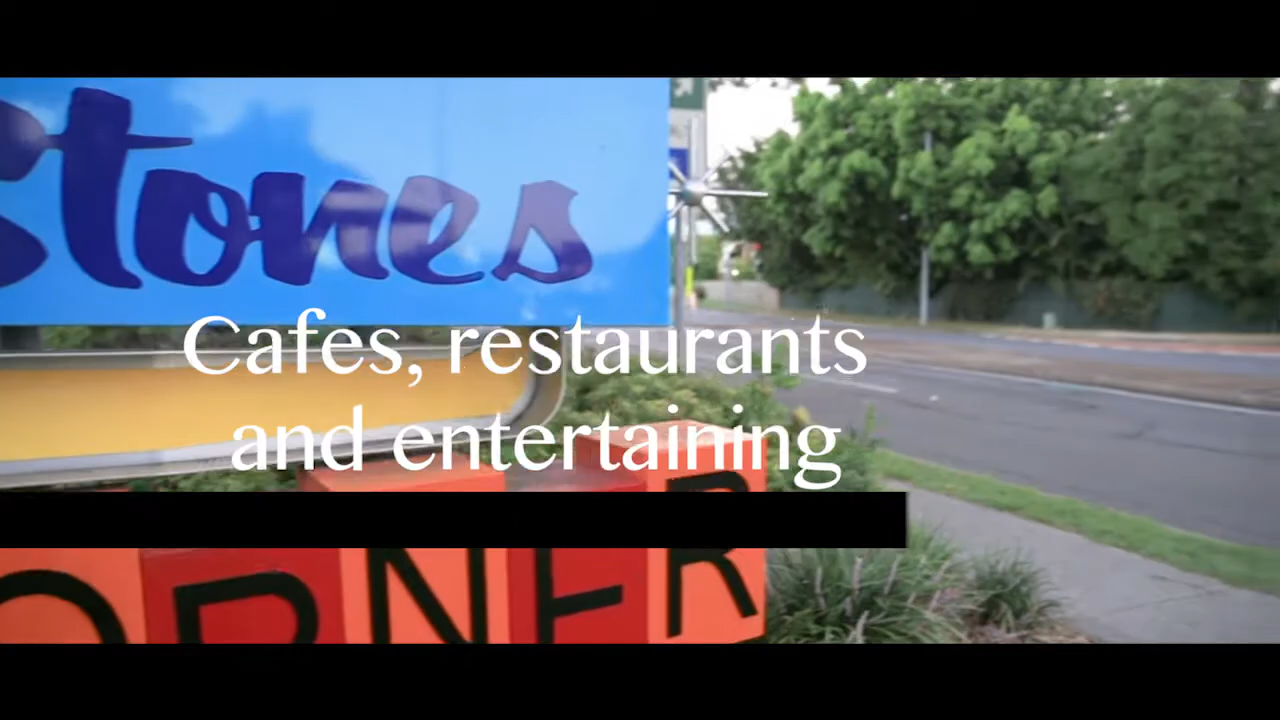 Stones
Cafes, restaurants
and entertaining
ORNER